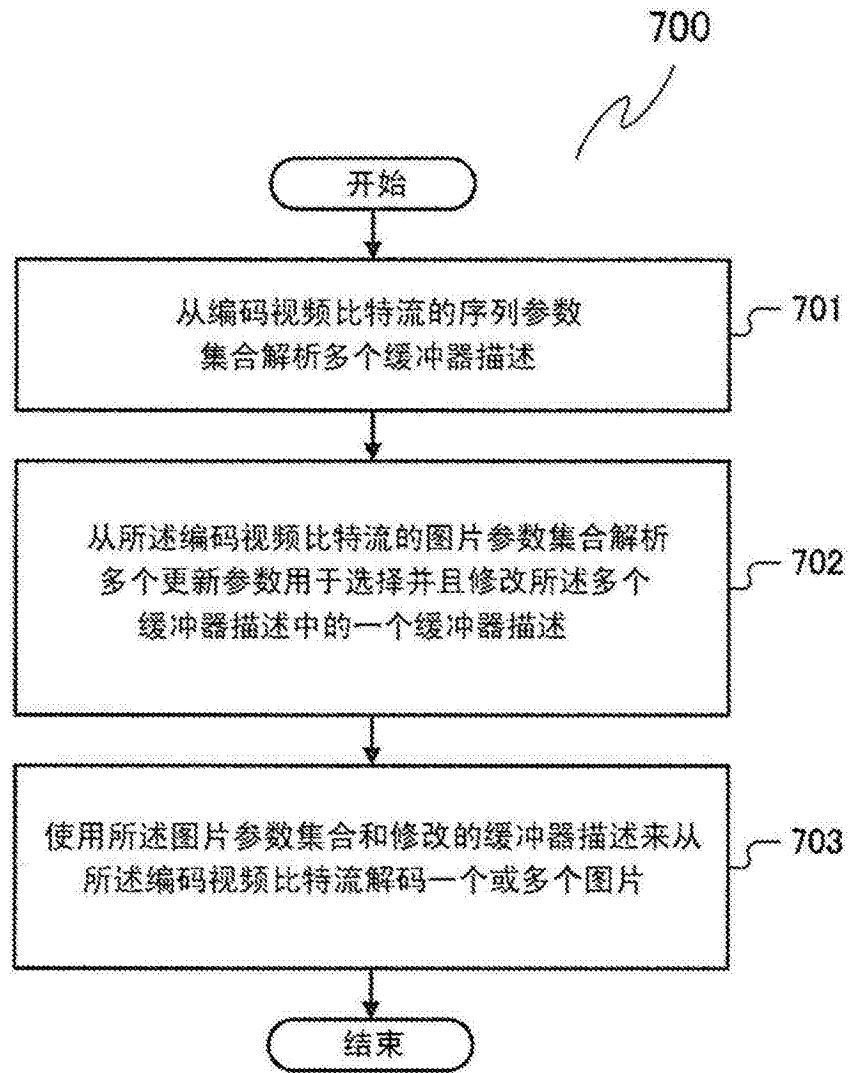 700
开始
从编码视频比特流的序列参数
集合解析多个缓冲器描述
701
从所述编码视频比特流的图片参数集合解析
多个更新参数用于选择并且修改所述多个
缓冲器描述中的一个缓冲器描述
702
使用所述图片参数集合和修改的缓冲器描述来从
所述编码视频比特流解码一个或多个图片
703
结束